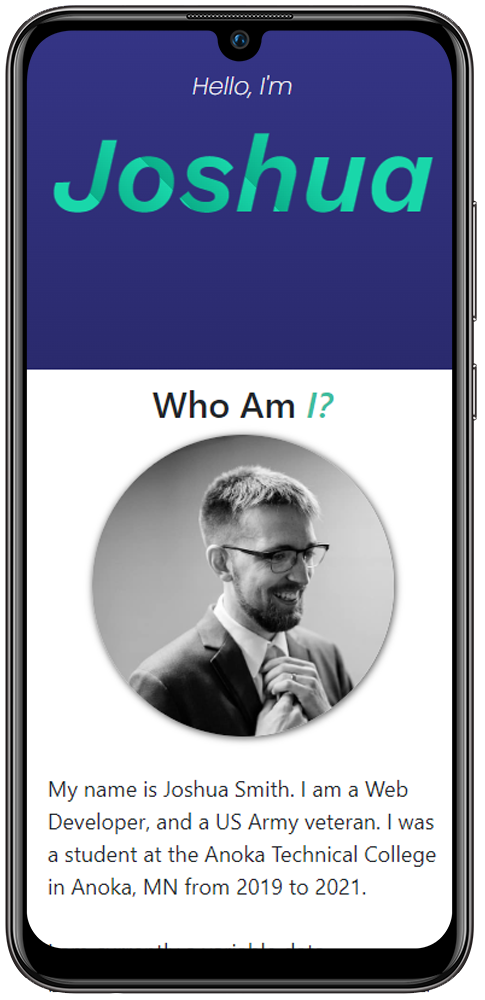 Hello, I'm
Joshua
Who Am I?
My name is Joshua Smith. I am a Web
Developer, and a US Army veteran. I was
a student at the Anoka Technical College
in Anoka, MN from 2019 to 2021.